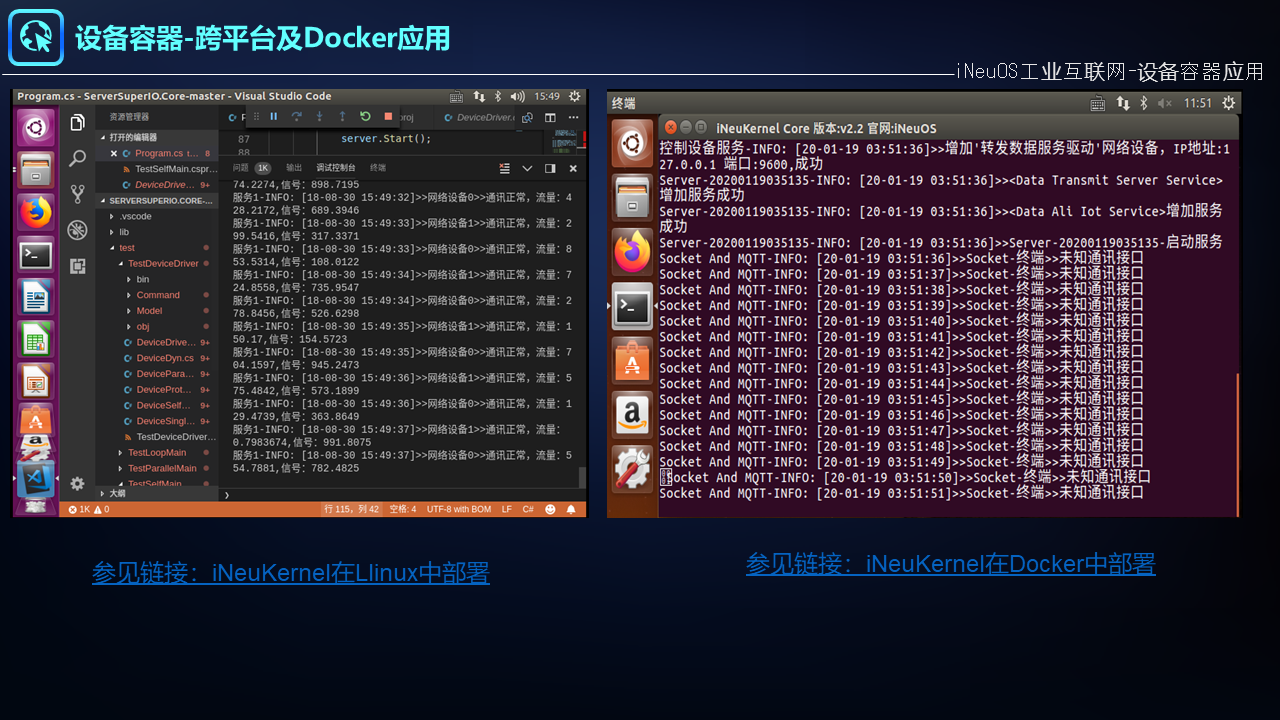 设备容器-跨平台及Docker应用
iNeuOS工业互联网-设备容器应用
Program.cs - ServerSuperIO.Core-master - Visual Studio Code
15:49
资源管理器
打开的编辑器
Program.cs t... 8
TestSelfMain.cspr...
DeviceDrive... 9+
SERVERSUPERIO.CORE-...
.vscode
lib
test
TestDeviceDriver
bin
Command
Model
obj
DeviceDrive... 9+
DeviceDyn.cs 9+
DevicePara... 9+
DeviceProt... 9+
DeviceSelf... 9+
DeviceSingl... 9+
TestDeviceDriver...
TestLoopMain
TestParallelMain
TestSelfMain
大纲
DeviceDriver.
87 server.Start();
88
问题 1K 输出 调试控制台 终端
74.2274,信号: 898.7195
服务1-INFO: [18-08-30 15:49:32]>>网络设备0>>通讯正常，流量: 4
28.2172,信号: 689.3946
服务1-INFO: [18-08-30 15:49:33]>>网络设备1>>通讯正常，流量: 2
99.5416,信号: 317.3371
服务1-INFO: [18-08-30 15:49:33]>>网络设备0>>通讯正常，流量: 8
53.5314,信号: 108.0122
服务1-INFO: [18-08-30 15:49:34]>>网络设备1>>通讯正常，流量: 7
24.8558,信号: 735.9547
服务1-INFO: [18-08-30 15:49:34]>>网络设备0>>通讯正常，流量: 2
78.8456,信号: 526.6298
服务1-INFO: [18-08-30 15:49:35]>>网络设备1>>通讯正常，流量: 1
50.17,信号: 154.5723
服务1-INFO: [18-08-30 15:49:35]>>网络设备0>>通讯正常，流量: 7
04.1597,信号: 945.2473
服务1-INFO: [18-08-30 15:49:36]>>网络设备1>>通讯正常，流量: 5
75.4842,信号: 573.1899
服务1-INFO: [18-08-30 15:49:36]>>网络设备0>>通讯正常，流量: 1
29.4739,信号: 363.8649
服务1-INFO: [18-08-30 15:49:37]>>网络设备1>>通讯正常，流量:
0.7983674,信号: 991.8075
服务1-INFO: [18-08-30 15:49:37]>>网络设备0>>通讯正常，流量: 5
54.7881,信号: 782.4825
1K 0 行 115，列 42 空格: 4 UTF-8 with BOM LF C#
终端 11:51
iNeuKernel Core 版本:v2.2 官网:iNeuOS
控制设备服务-INFO: [20-01-19 03:51:36]>>增加'转发数据服务驱动'网络设备, IP地址:1
27.0.0.1 端口:9600,成功
Server-20200119035135-INFO: [20-01-19 03:51:36]>><Data Transmit Server Service>
增加服务成功
Server-20200119035135-INFO: [20-01-19 03:51:36]>><Data Ali Iot Service>增加服务
成功
Server-20200119035135-INFO: [20-01-19 03:51:36]>>Server-20200119035135-启动服务
Socket And MQTT-INFO: [20-01-19 03:51:36]>>Socket-终端>>未知通讯接口
Socket And MQTT-INFO: [20-01-19 03:51:37]>>Socket-终端>>未知通讯接口
Socket And MQTT-INFO: [20-01-19 03:51:38]>>Socket-终端>>未知通讯接口
Socket And MQTT-INFO: [20-01-19 03:51:39]>>Socket-终端>>未知通讯接口
Socket And MQTT-INFO: [20-01-19 03:51:40]>>Socket-终端>>未知通讯接口
Socket And MQTT-INFO: [20-01-19 03:51:41]>>Socket-终端>>未知通讯接口
Socket And MQTT-INFO: [20-01-19 03:51:42]>>Socket-终端>>未知通讯接口
Socket And MQTT-INFO: [20-01-19 03:51:43]>>Socket-终端>>未知通讯接口
Socket And MQTT-INFO: [20-01-19 03:51:44]>>Socket-终端>>未知通讯接口
Socket And MQTT-INFO: [20-01-19 03:51:45]>>Socket-终端>>未知通讯接口
Socket And MQTT-INFO: [20-01-19 03:51:46]>>Socket-终端>>未知通讯接口
Socket And MQTT-INFO: [20-01-19 03:51:47]>>Socket-终端>>未知通讯接口
Socket And MQTT-INFO: [20-01-19 03:51:48]>>Socket-终端>>未知通讯接口
Socket And MQTT-INFO: [20-01-19 03:51:49]>>Socket-终端>>未知通讯接口
Socket And MQTT-INFO: [20-01-19 03:51:50]>>Socket-终端>>未知通讯接口
Socket And MQTT-INFO: [20-01-19 03:51:51]>>Socket-终端>>未知通讯接口
参见链接：iNeuKernel在Llinux中部署
参见链接：iNeuKernel在Docker中部署